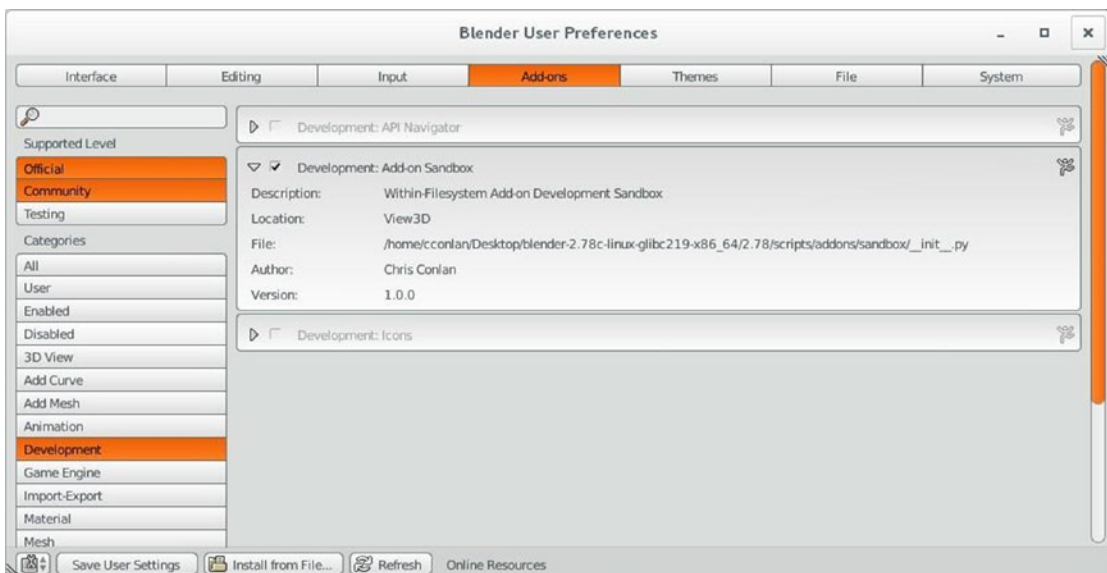 Blender User Preferences
Interface
Editing
Input
Add-ons
Themes
File
System
Supported Level
Official
Community
Testing
Categories
All
User
Enabled
Disabled
3D View
Add Curve
Add Mesh
Animation
Development
Game Engine
Import-Export
Material
Mesh
Development: API Navigator
Development: Add-on Sandbox
Description: Within-Filesystem Add-on Development Sandbox
Location: View3D
File: /home/cconlan/Desktop/blender-2.78c-linux-glibc219-x86_64/2.78/scripts/addons/sandbox/__init__.py
Author: Chris Conlan
Version: 1.0.0
Development: Icons
Save User Settings
Install from File...
Refresh
Online Resources